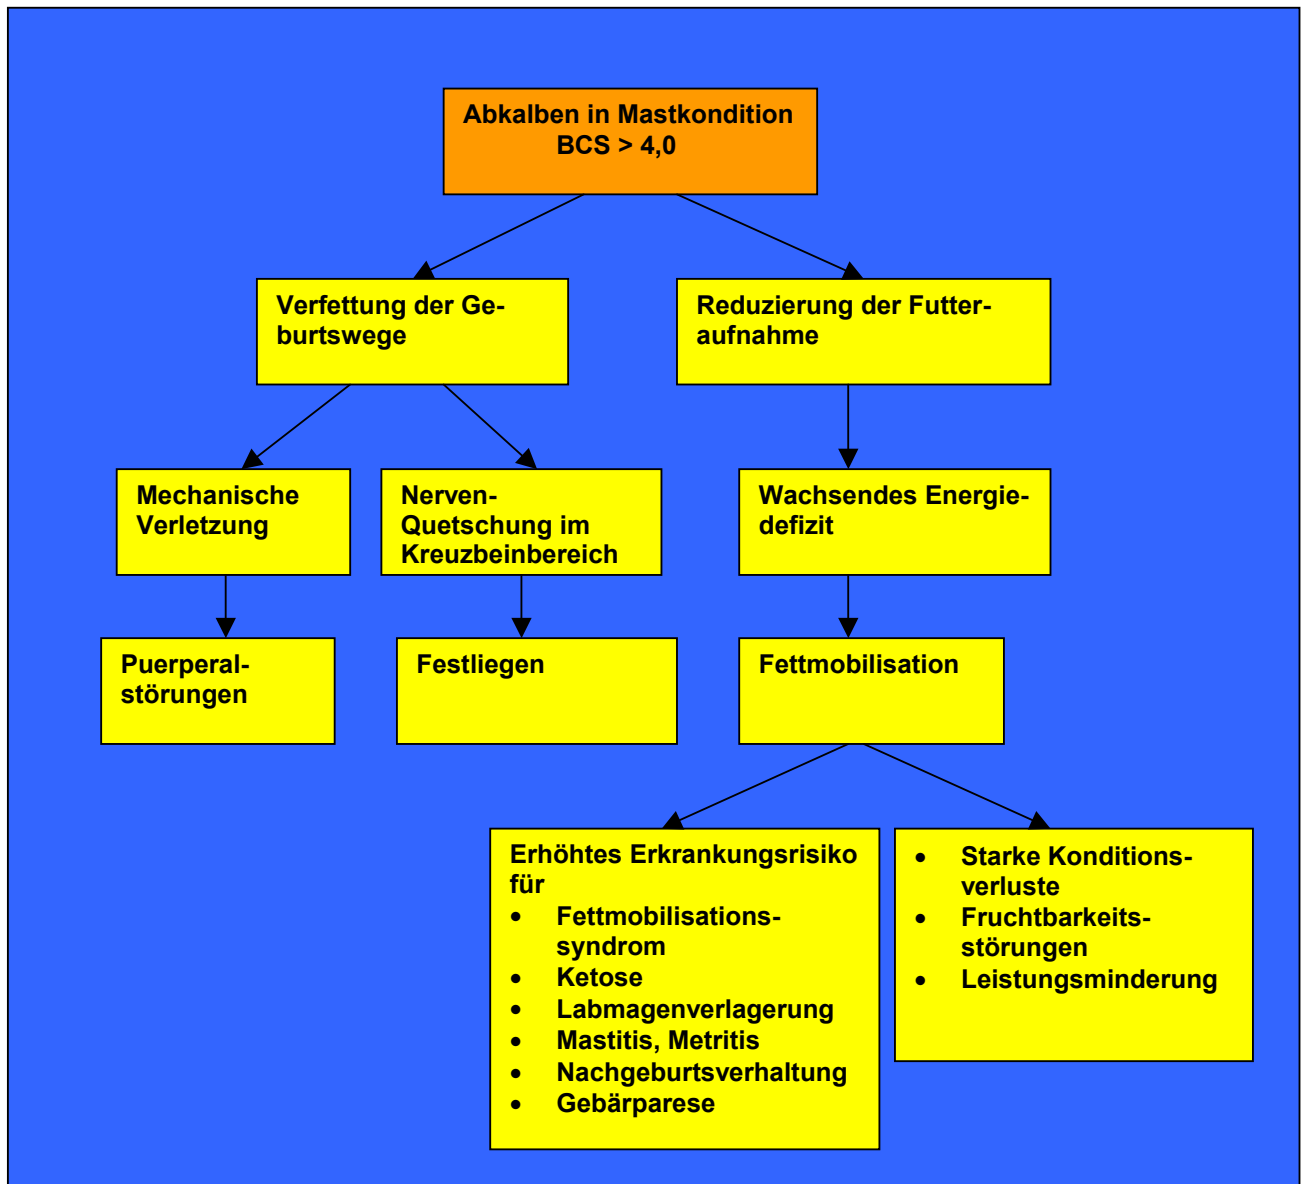 Abkalben in Mastkondition
BCS > 4,0
Verfettung der Ge-
burtswege
Reduzierung der Futter-
aufnahme
Mechanische
Verletzung
Nerven-
Quetschung im
Kreuzbeinbereich
Wachsendes Energie-
defizit
Puerperal-
störungen
Festliegen
Fettmobilisation
Erhöhtes Erkrankungsrisiko
für
• Fettmobilisations-
syndrom
• Ketose
• Labmagenverlagerung
• Mastitis, Metritis
• Nachgeburtsverhaltung
• Gebärparese
• Starke Konditions-
verluste
• Fruchtbarkeits-
störungen
• Leistungsminderung